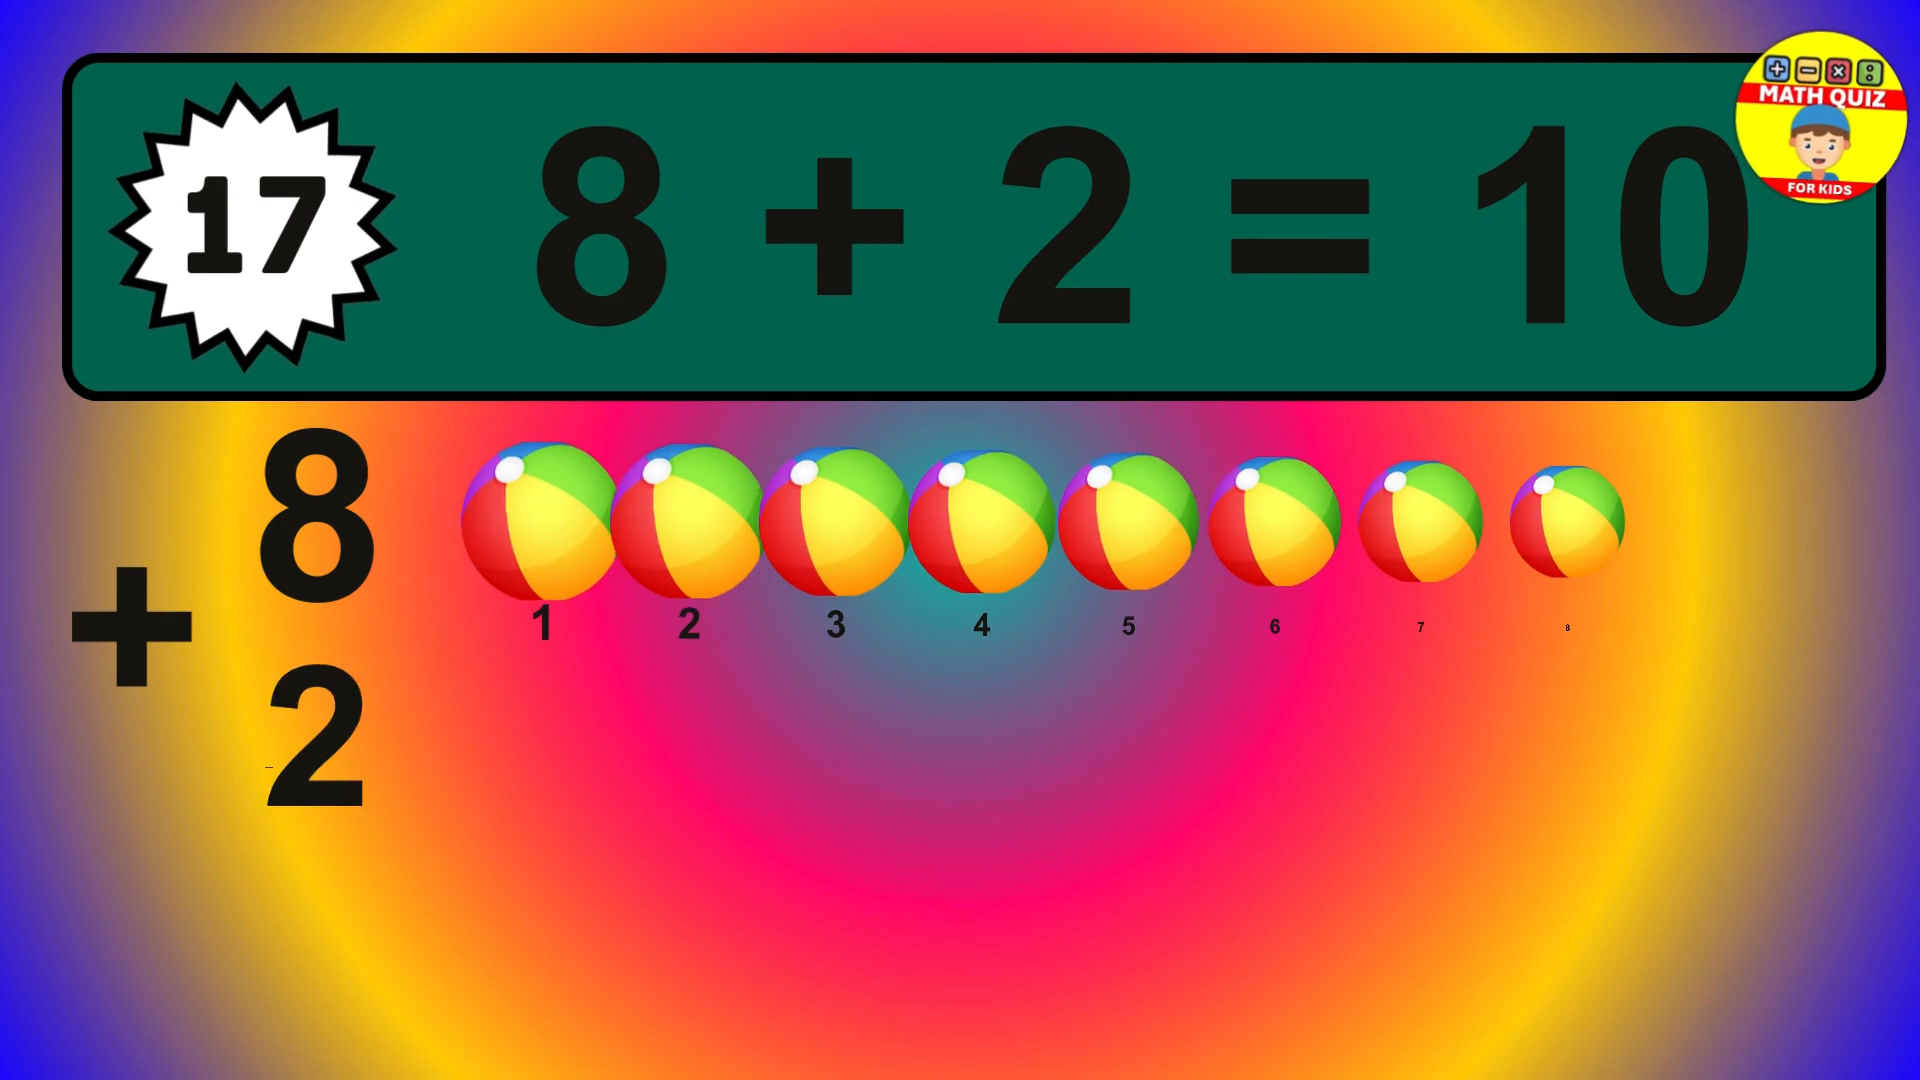 17 8 + 2 = 10
+ − × :
MATH QUIZ
FOR KIDS
8
1 2 3 4 5 6 7 8
+
2